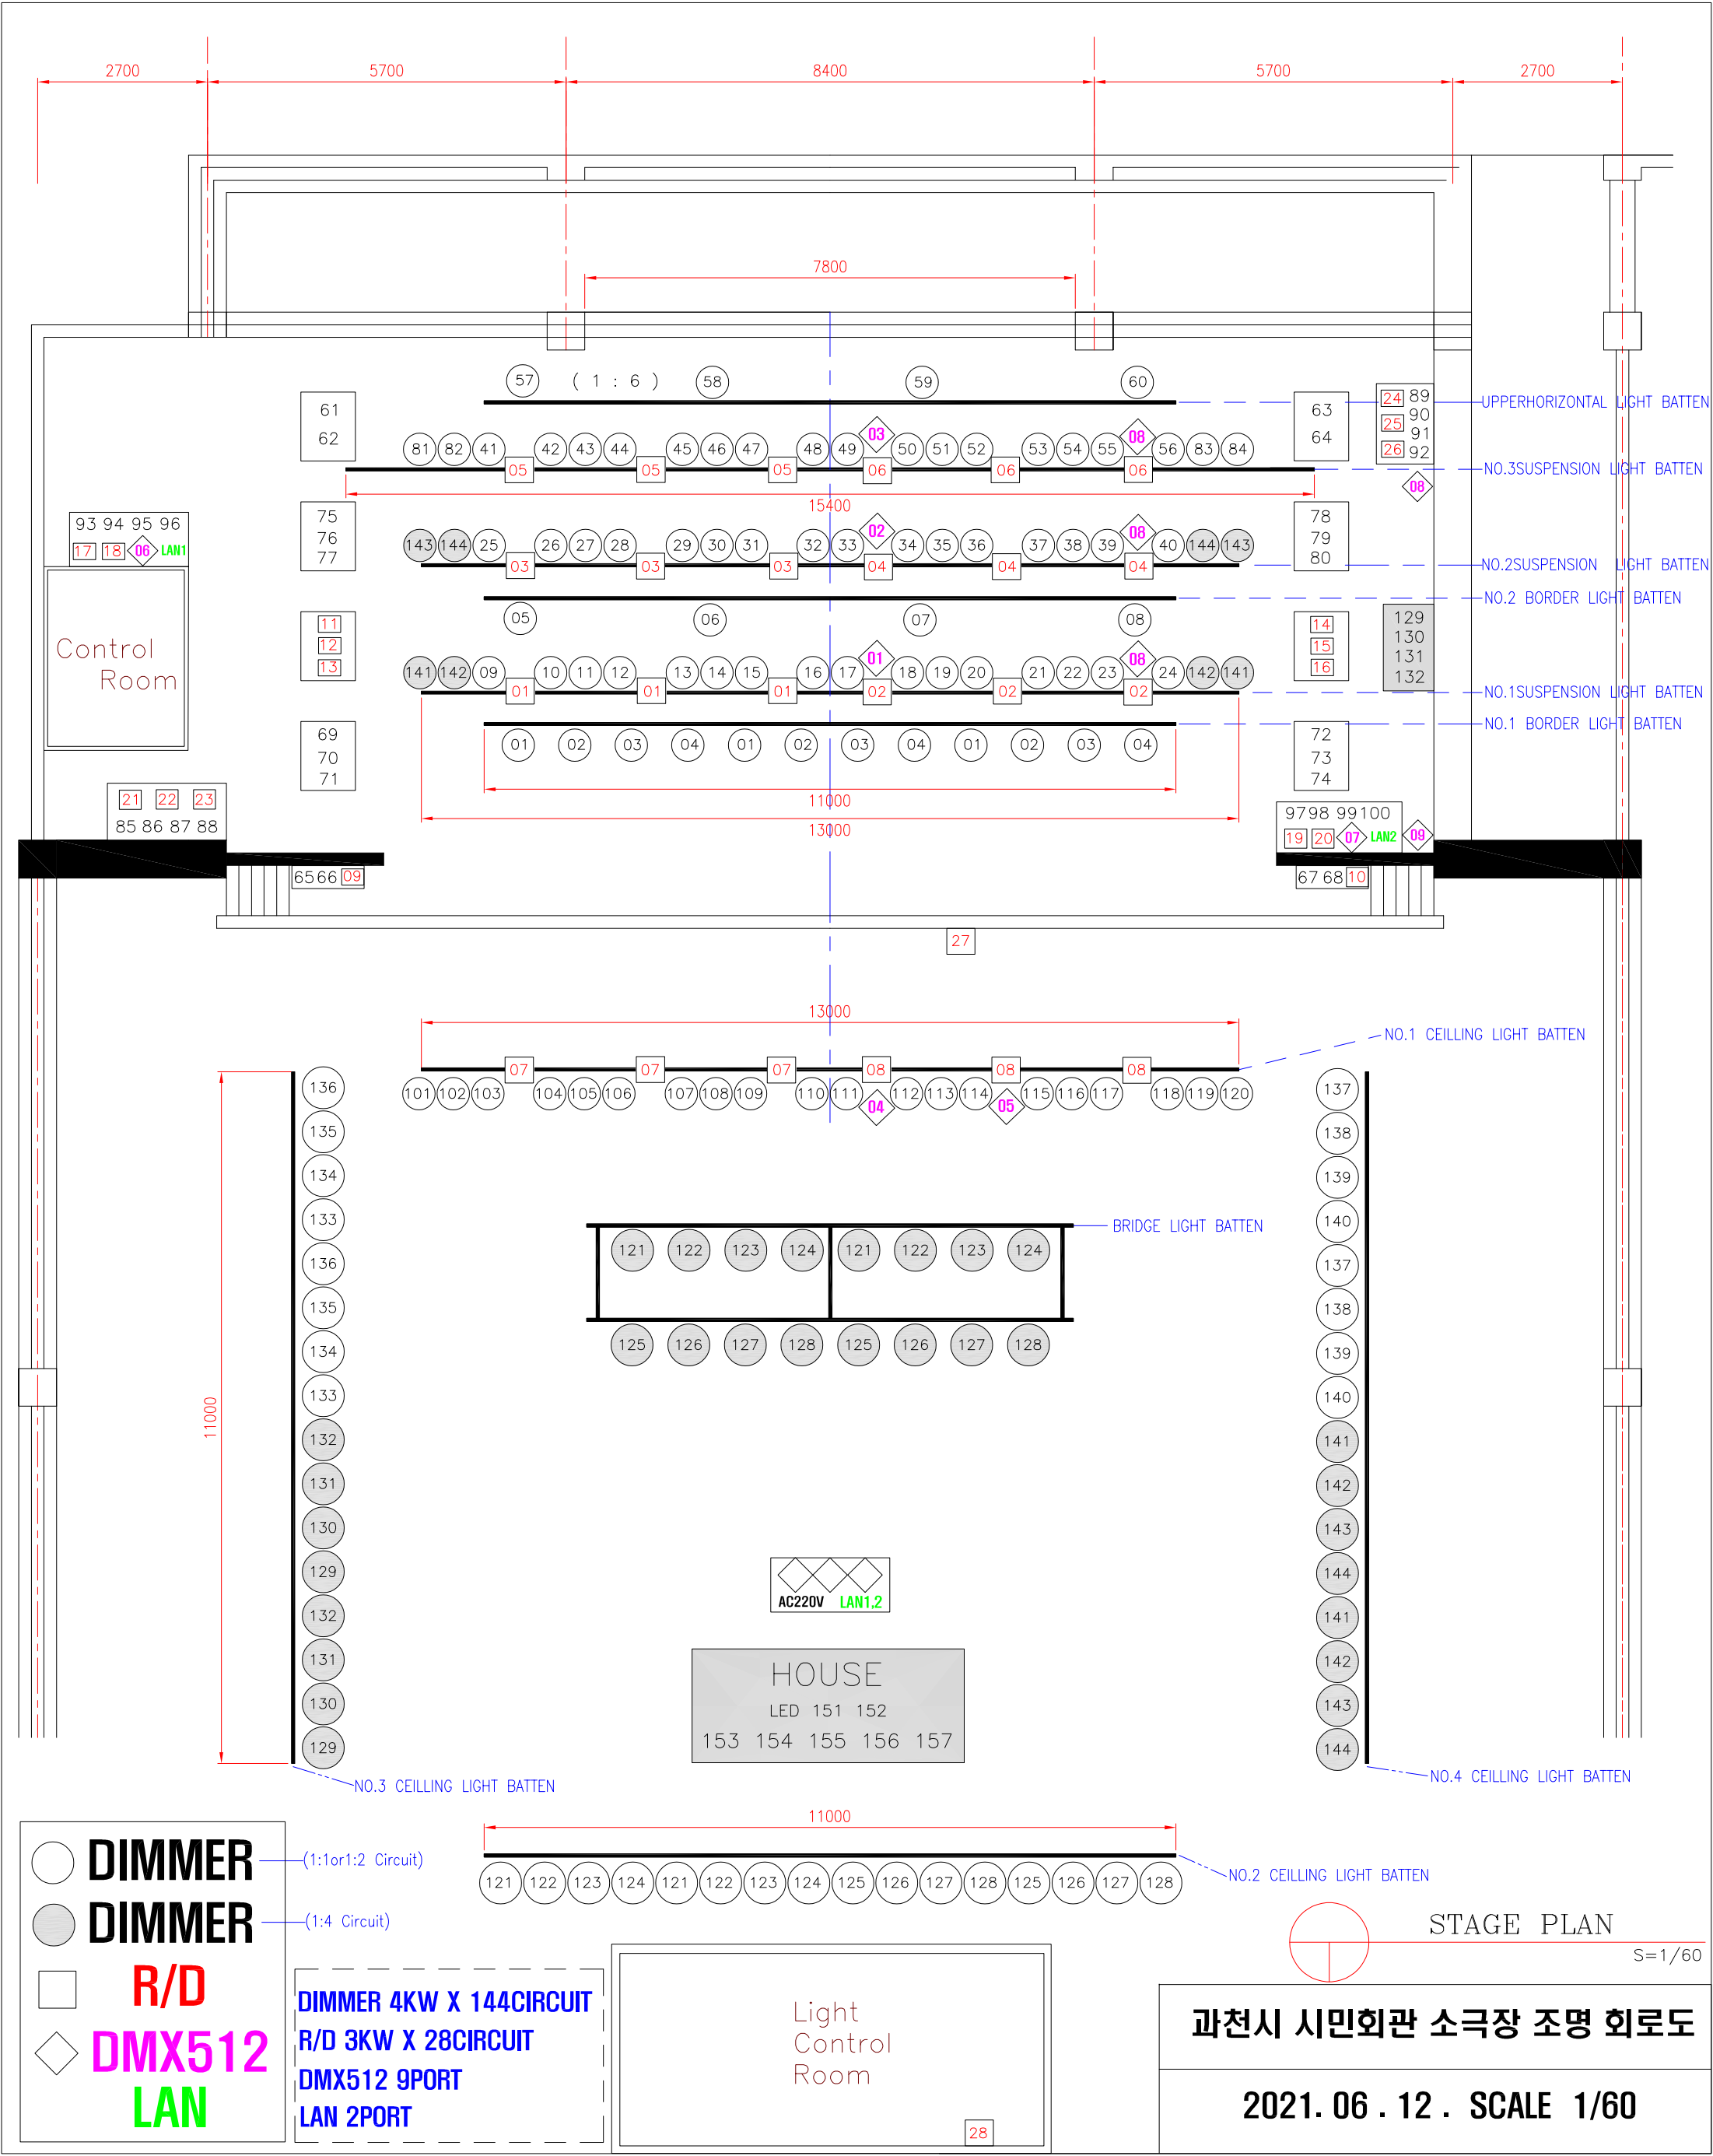 2700 5700 8400 5700 2700
7800
57 ( 1 : 6 ) 58 59 60
UPPERHORIZONTAL LIGHT BATTEN
61
62
63
64
24 89
90
25 91
26 92
08
81 82 41 42 43 44 45 46 47 48 49 03 50 51 52 53 54 55 08 56 83 84
05 05 05 06 06 06
NO.3SUSPENSION LIGHT BATTEN
15400
75
76
77
78
79
80
93 94 95 96
17 18 06 LAN1
143 144 25 26 27 28 29 30 31 32 33 02 34 35 36 37 38 39 08 40 144 143
03 03 03 04 04 04
NO.2SUSPENSION LIGHT BATTEN
NO.2 BORDER LIGHT BATTEN
05 06 07 08
Control
Room
11
12
13
14
15
16
129
130
131
132
141 142 09 10 11 12 13 14 15 16 17 01 18 19 20 21 22 23 08 24 142 141
01 01 01 02 02 02
NO.1SUSPENSION LIGHT BATTEN
NO.1 BORDER LIGHT BATTEN
69
70
71
72
73
74
01 02 03 04 01 02 03 04 01 02 03 04
11000
13000
21 22 23
85 86 87 88
9798 99100
19 20 07 LAN2 09
6566 09
67 68 10
27
13000
NO.1 CEILLING LIGHT BATTEN
07 07 07 08 08 08
101 102 103 104 105 106 107 108 109 110 111 112 113 114 115 116 117 118 119 120
04 05
136
135
134
133
136
135
134
133
132
131
130
129
132
131
130
129
11000
NO.3 CEILLING LIGHT BATTEN
BRIDGE LIGHT BATTEN
121 122 123 124 121 122 123 124
125 126 127 128 125 126 127 128
137
138
139
140
137
138
139
140
141
142
143
144
141
142
143
144
NO.4 CEILLING LIGHT BATTEN
AC220V LAN1,2
HOUSE
LED 151 152
153 154 155 156 157
11000
121 122 123 124 121 122 123 124 125 126 127 128 125 126 127 128
NO.2 CEILLING LIGHT BATTEN
DIMMER (1:1or1:2 Circuit)
DIMMER (1:4 Circuit)
R/D
DMX512
LAN
DIMMER 4KW X 144CIRCUIT
R/D 3KW X 28CIRCUIT
DMX512 9PORT
LAN 2PORT
Light
Control
Room
28
STAGE PLAN
S=1/60
과천시 시민회관 소극장 조명 회로도
2021. 06 . 12 . SCALE 1/60